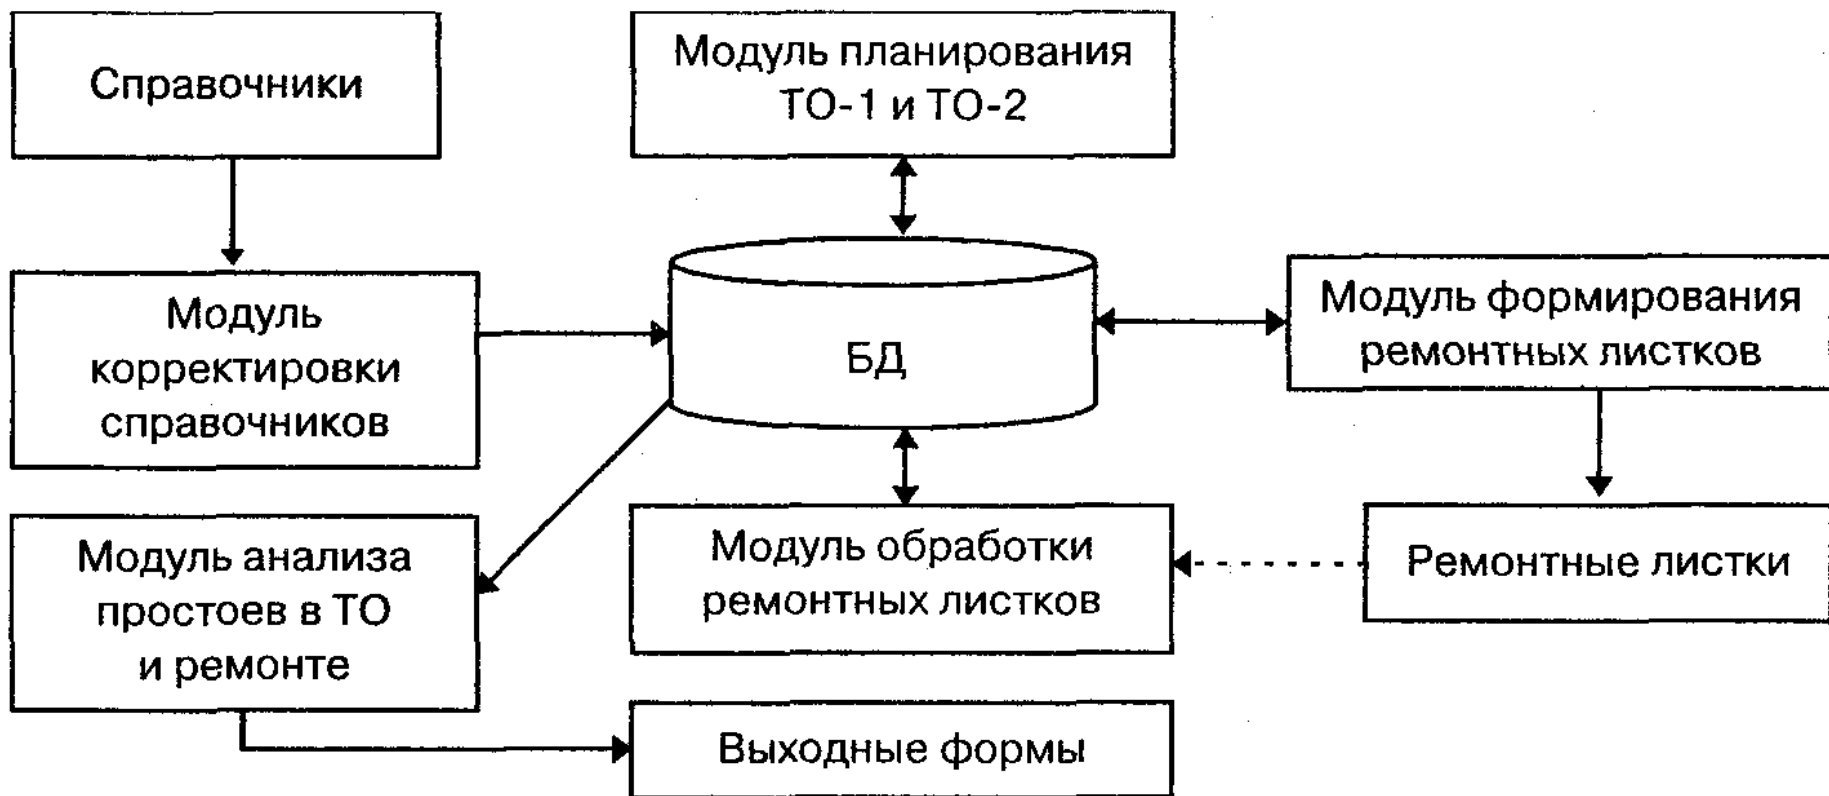 Справочники
Модуль планирования
ТО-1 и ТО-2
Модуль
корректировки
справочников
БД
Модуль формирования
ремонтных листков
Модуль анализа
простоев в ТО
и ремонте
Модуль обработки
ремонтных листков
Ремонтные листки
Выходные формы